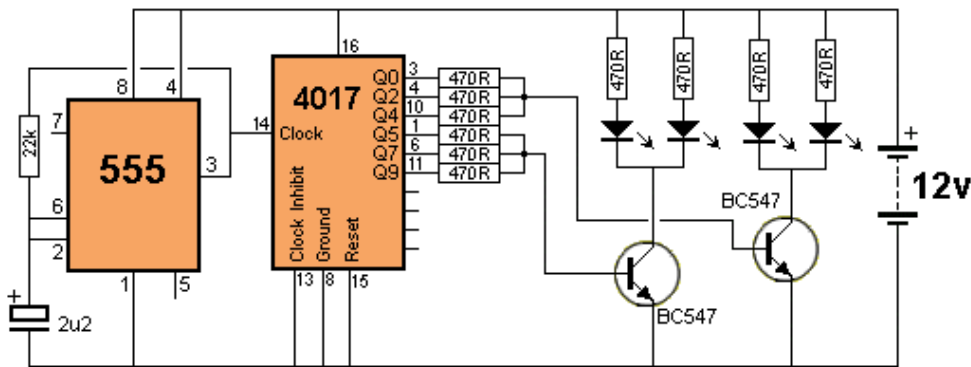 8
4
7
22k
555
3
6
2
1
5
+
2u2
16
4017
14
Clock
Q0
3
470R
Q2
4
470R
Q4
10
470R
Q5
1
470R
Q7
6
470R
Q9
11
470R
Clock Inhibit
Ground
Reset
13
8
15
470R
470R
470R
470R
BC547
BC547
+
12v